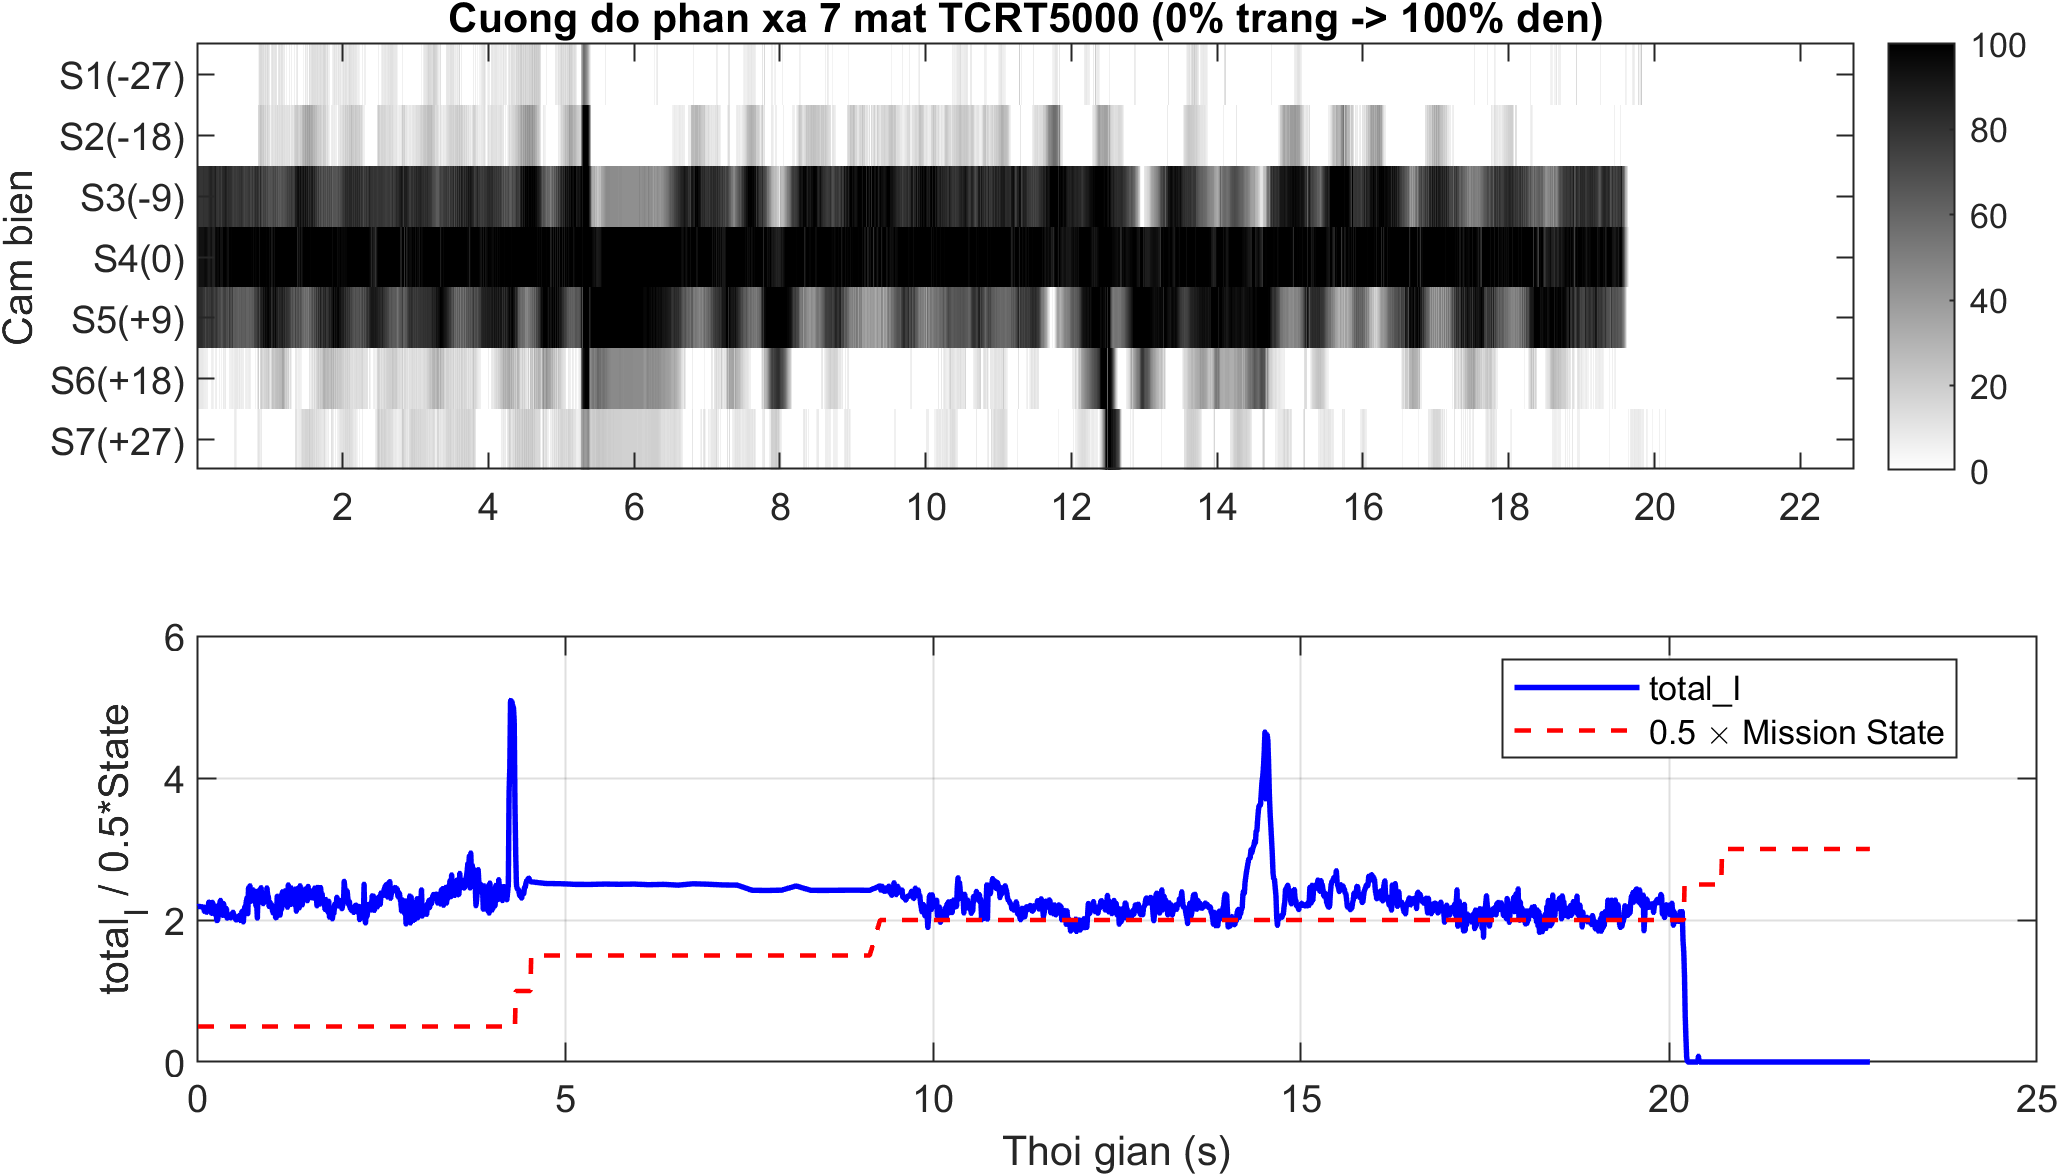 Cuong do phan xa 7 mat TCRT5000 (0% trang -> 100% den)
Cam bien
S1(-27)
S2(-18)
S3(-9)
S4(0)
S5(+9)
S6(+18)
S7(+27)
2 4 6 8 10 12 14 16 18 20 22
100
80
60
40
20
0
total_I / 0.5*State
6
4
2
0
total_I
0.5 × Mission State
0 5 10 15 20 25
Thoi gian (s)